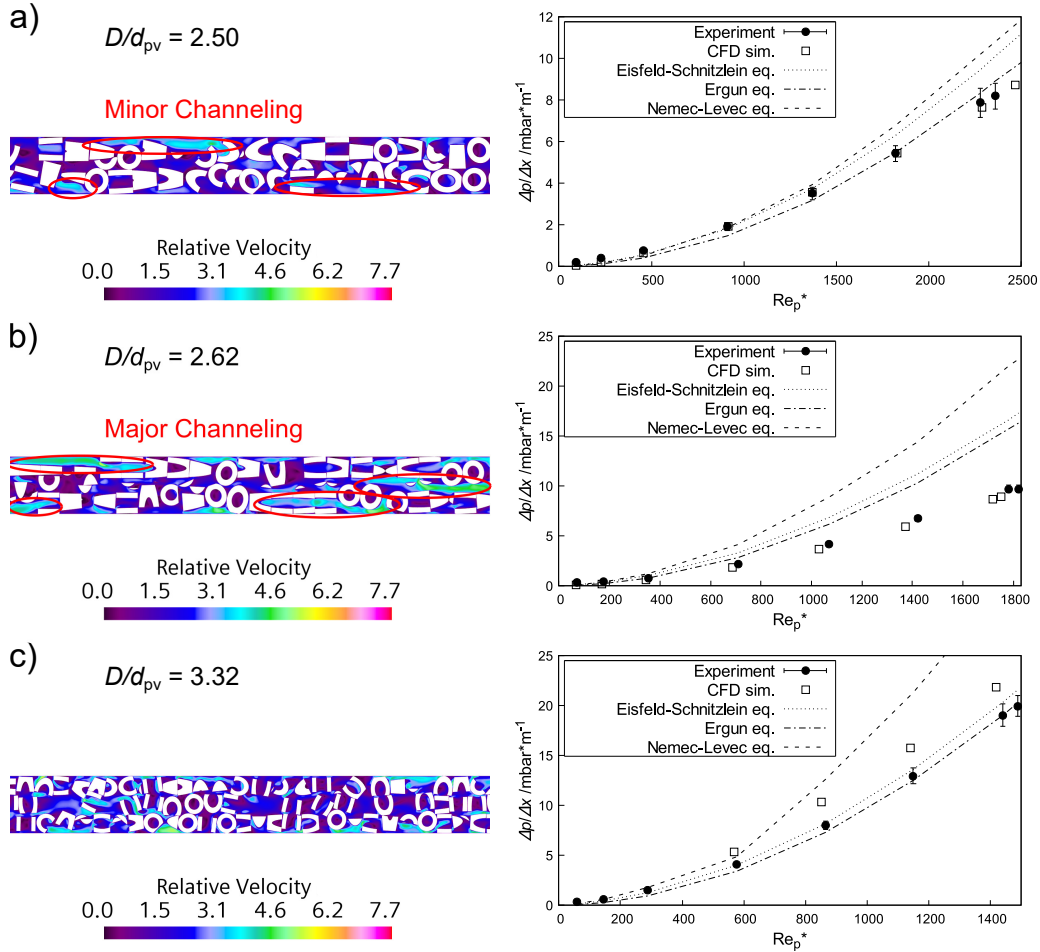 a)
D/dpv = 2.50
Minor Channeling
Relative Velocity
0.0 1.5 3.1 4.6 6.2 7.7
Δp/Δx /mbar*m-1
12
10
8
6
4
2
0
Experiment
CFD sim.
Eisfeld-Schnitzlein eq.
Ergun eq.
Nemec-Levec eq.
0 500 1000 1500 2000 2500
Rep*
b)
D/dpv = 2.62
Major Channeling
Relative Velocity
0.0 1.5 3.1 4.6 6.2 7.7
Δp/Δx /mbar*m-1
25
20
15
10
5
0
Experiment
CFD sim.
Eisfeld-Schnitzlein eq.
Ergun eq.
Nemec-Levec eq.
0 200 400 600 800 1000 1200 1400 1600 1800
Rep*
c)
D/dpv = 3.32
Relative Velocity
0.0 1.5 3.1 4.6 6.2 7.7
Δp/Δx /mbar*m-1
25
20
15
10
5
0
Experiment
CFD sim.
Eisfeld-Schnitzlein eq.
Ergun eq.
Nemec-Levec eq.
0 200 400 600 800 1000 1200 1400
Rep*